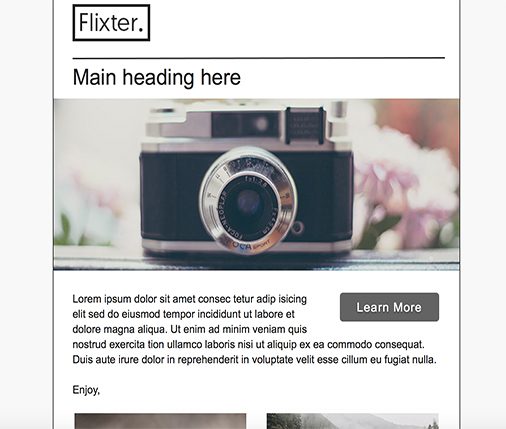 Flixter.
Main heading here
Lorem ipsum dolor sit amet consec tetur adip isicing
elit sed do eiusmod tempor incididunt ut labore et
dolore magna aliqua. Ut enim ad minim veniam quis
nostrud exercita tion ullamco laboris nisi ut aliquip ex ea commodo consequat.
Duis aute irure dolor in reprehenderit in voluptate velit esse cillum eu fugiat nulla.
Learn More
Enjoy,